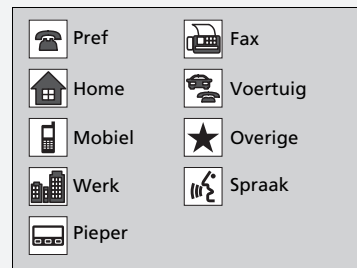 Pref
Fax
Home
Voertuig
Mobiel
Overige
Werk
Spraak
Pieper